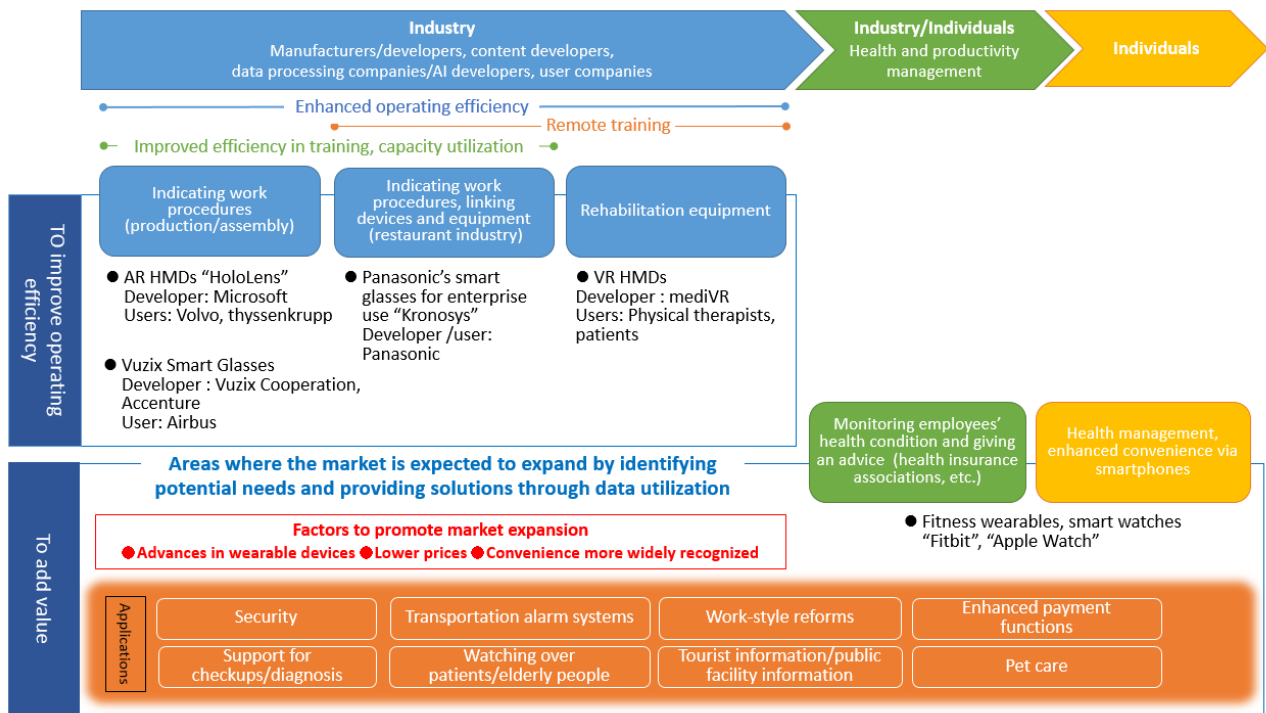 Industry
Manufacturers/developers, content developers,
data processing companies/AI developers, user companies
Industry/Individuals
Health and productivity
management
Individuals
Enhanced operating efficiency
Remote training
Improved efficiency in training, capacity utilization
TO improve operating
efficiency
Indicating work
procedures
(production/assembly)
Indicating work
procedures, linking
devices and equipment
(restaurant industry)
Rehabilitation equipment
● AR HMDs “HoloLens”
Developer: Microsoft
Users: Volvo, thyssenkrupp
● Vuzix Smart Glasses
Developer : Vuzix Cooperation,
Accenture
User: Airbus
● Panasonic’s smart
glasses for enterprise
use “Kronosys”
Developer /user:
Panasonic
● VR HMDs
Developer : mediVR
Users: Physical therapists,
patients
Monitoring employees’
health condition and giving
an advice (health insurance
associations, etc.)
Health management,
enhanced convenience via
smartphones
To add value
Areas where the market is expected to expand by identifying
potential needs and providing solutions through data utilization
● Fitness wearables, smart watches
“Fitbit”, “Apple Watch”
Factors to promote market expansion
●Advances in wearable devices ●Lower prices ●Convenience more widely recognized
Applications
Security
Transportation alarm systems
Work-style reforms
Enhanced payment
functions
Support for
checkups/diagnosis
Watching over
patients/elderly people
Tourist information/public
facility information
Pet care